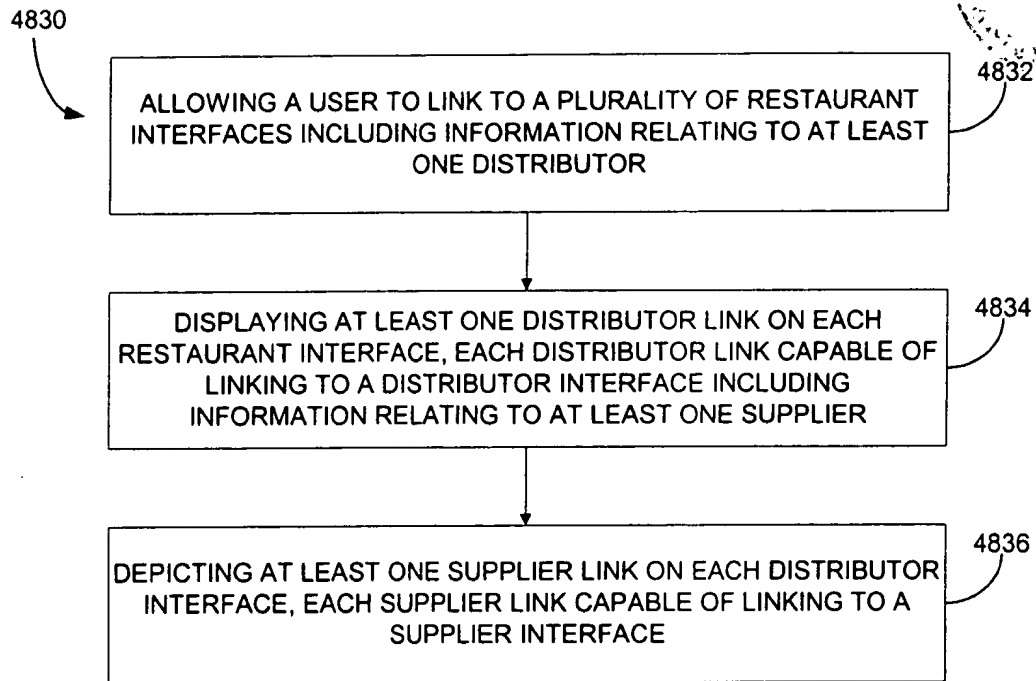 4830
4832
ALLOWING A USER TO LINK TO A PLURALITY OF RESTAURANT
INTERFACES INCLUDING INFORMATION RELATING TO AT LEAST
ONE DISTRIBUTOR
4834
DISPLAYING AT LEAST ONE DISTRIBUTOR LINK ON EACH
RESTAURANT INTERFACE, EACH DISTRIBUTOR LINK CAPABLE OF
LINKING TO A DISTRIBUTOR INTERFACE INCLUDING
INFORMATION RELATING TO AT LEAST ONE SUPPLIER
4836
DEPICTING AT LEAST ONE SUPPLIER LINK ON EACH DISTRIBUTOR
INTERFACE, EACH SUPPLIER LINK CAPABLE OF LINKING TO A
SUPPLIER INTERFACE